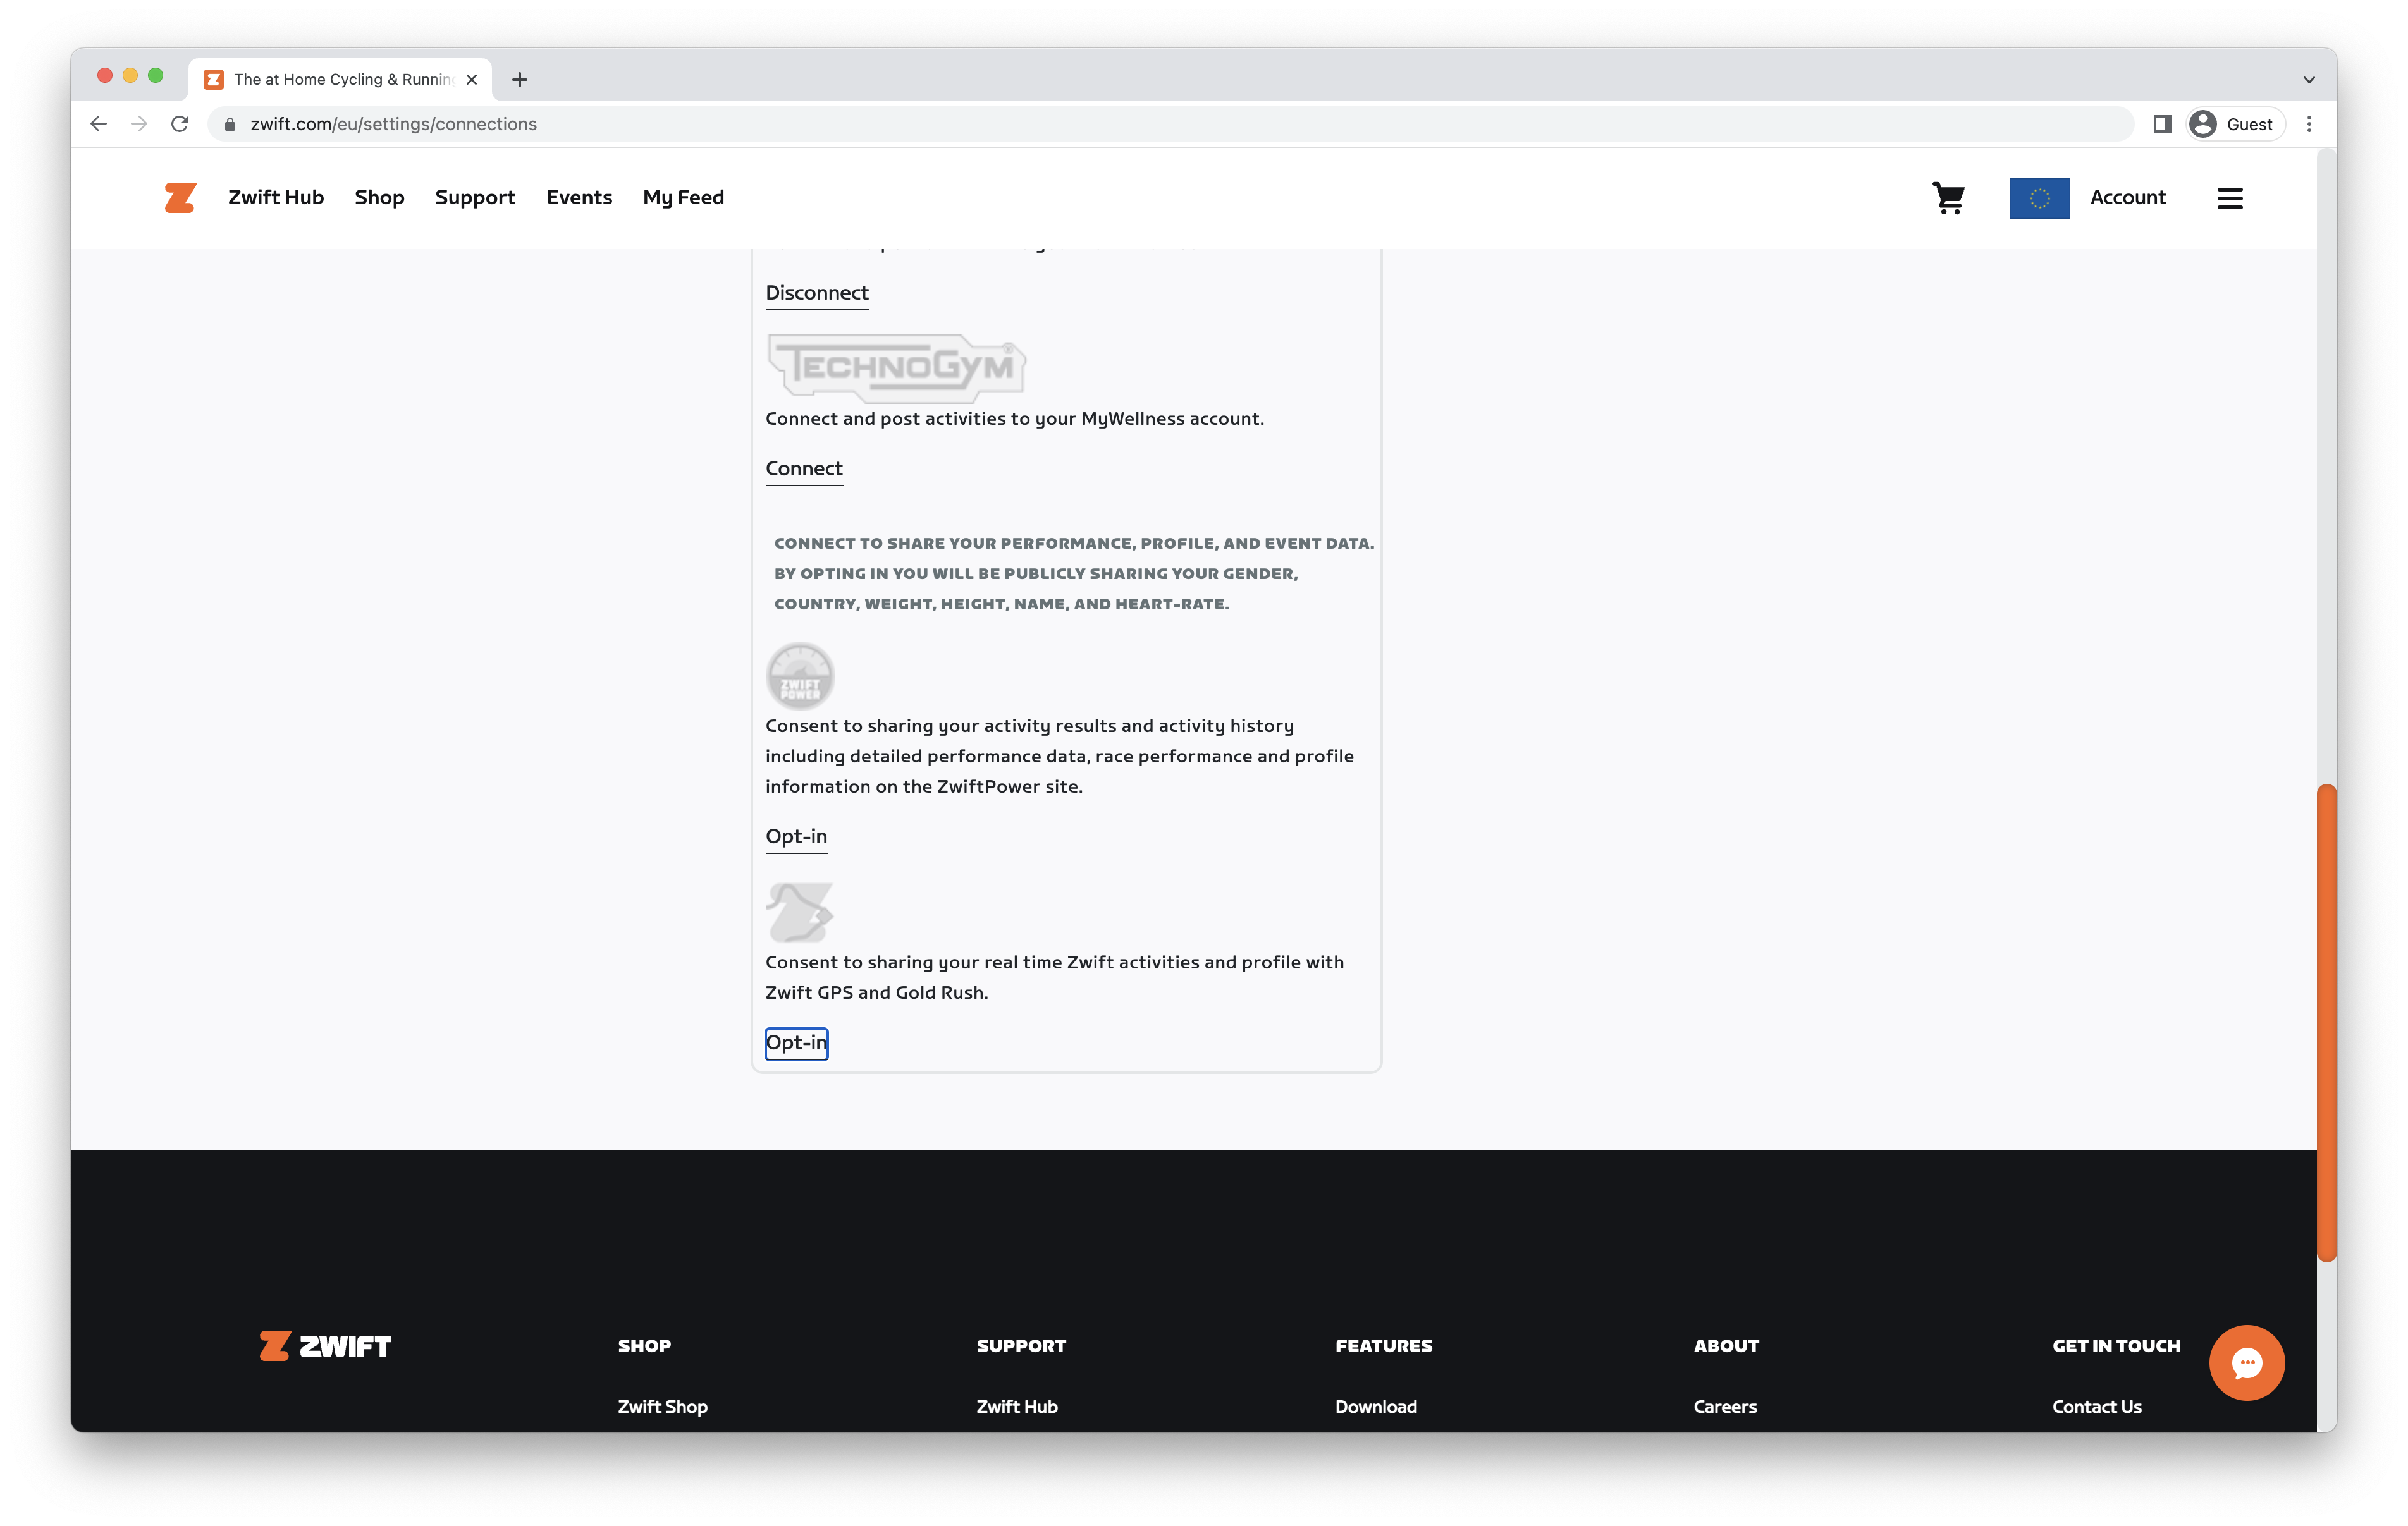 The at Home Cycling & Running
zwift.com/eu/settings/connections
Guest
Zwift Hub
Shop
Support
Events
My Feed
Account
Disconnect
TECHNOGYM
Connect and post activities to your MyWellness account.
Connect
CONNECT TO SHARE YOUR PERFORMANCE, PROFILE, AND EVENT DATA.
BY OPTING IN YOU WILL BE PUBLICLY SHARING YOUR GENDER,
COUNTRY, WEIGHT, HEIGHT, NAME, AND HEART-RATE.
ZWIFT
POWER
Consent to sharing your activity results and activity history
including detailed performance data, race performance and profile
information on the ZwiftPower site.
Opt-in
Consent to sharing your real time Zwift activities and profile with
Zwift GPS and Gold Rush.
Opt-in
ZWIFT
SHOP
SUPPORT
FEATURES
ABOUT
GET IN TOUCH
Zwift Shop
Zwift Hub
Download
Careers
Contact Us